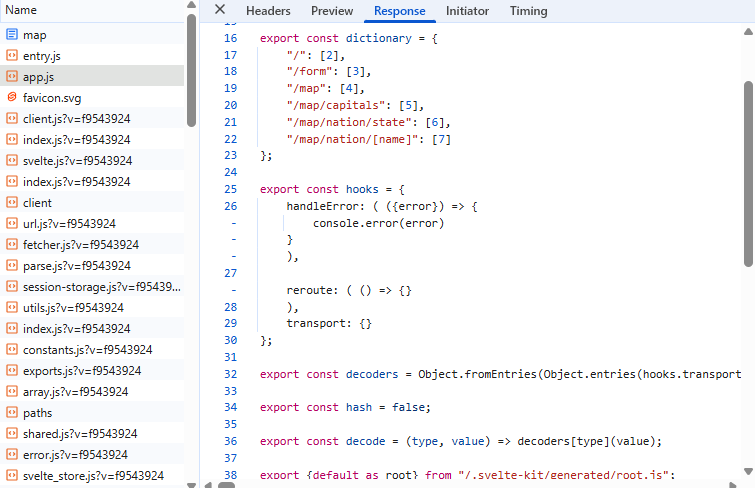 Name
map
entry.js
app.js
favicon.svg
client.js?v=f9543924
index.js?v=f9543924
svelte.js?v=f9543924
index.js?v=f9543924
client
url.js?v=f9543924
fetcher.js?v=f9543924
parse.js?v=f9543924
session-storage.js?v=f95439...
utils.js?v=f9543924
index.js?v=f9543924
constants.js?v=f9543924
exports.js?v=f9543924
array.js?v=f9543924
paths
shared.js?v=f9543924
error.js?v=f9543924
svelte_store.js?v=f9543924
Headers Preview Response Initiator Timing
15
16 export const dictionary = {
17 "/": [2],
18 "/form": [3],
19 "/map": [4],
20 "/map/capitals": [5],
21 "/map/nation/state": [6],
22 "/map/nation/[name]": [7]
23 };
24
25 export const hooks = {
26 handleError: ( ({error}) => {
- console.error(error)
- }
- ),
27
- reroute: ( () => {}
28 ),
29 transport: {}
30 };
31
32 export const decoders = Object.fromEntries(Object.entries(hooks.transport
33
34 export const hash = false;
35
36 export const decode = (type, value) => decoders[type](value);
37
38 export {default as root} from "/.svelte-kit/generated/root.js";